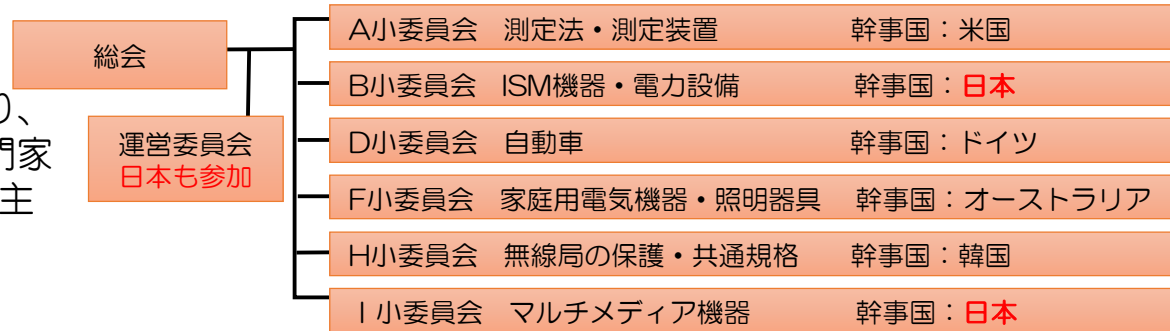 総会
り、
門家
主
運営委員会
日本も参加
A小委員会 測定法・測定装置 幹事国：米国
B小委員会 ISM機器・電力設備 幹事国：日本
D小委員会 自動車 幹事国：ドイツ
F小委員会 家庭用電気機器・照明器具 幹事国：オーストラリア
H小委員会 無線局の保護・共通規格 幹事国：韓国
I小委員会 マルチメディア機器 幹事国：日本